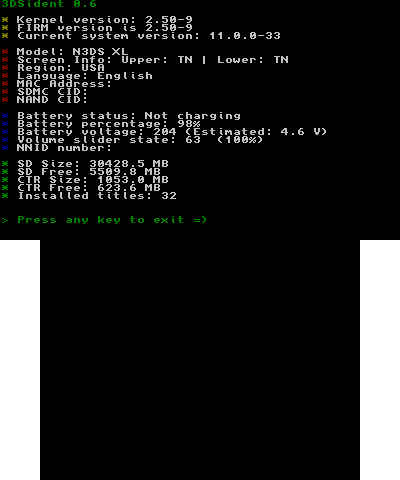 3DSident 0.6
* Kernel version: 2.50-9
* FIRM version is 2.50-9
* Current system version: 11.0.0-33
* Model: N3DS XL
* Screen Info: Upper: TN | Lower: TN
* Region: USA
* Language: English
* MAC Address:
* SDMC CID:
* NAND CID:
* Battery status: Not charging
* Battery percentage: 98%
* Battery voltage: 204 (Estimated: 4.6 V)
* Volume slider state: 63 (100%)
* NNID number:
* SD Size: 30428.5 MB
* SD Free: 5509.8 MB
* CTR Size: 1053.0 MB
* CTR Free: 623.6 MB
* Installed titles: 32
> Press any key to exit =)